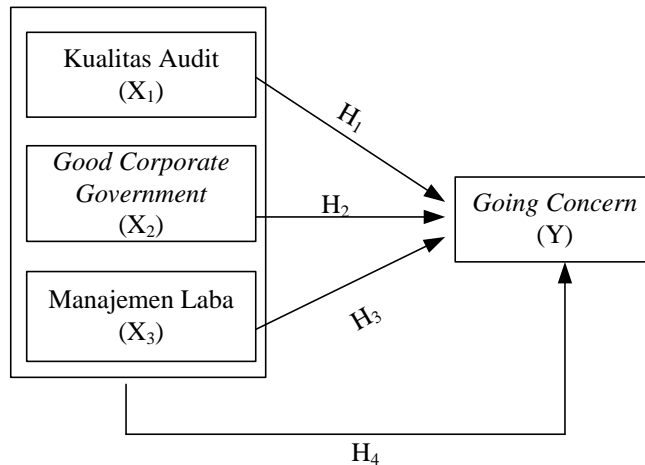 Kualitas Audit
(X₁)
H₁
Good Corporate
Government
(X₂)
H₂
Going Concern
(Y)
Manajemen Laba
(X₃)
H₃
H₄